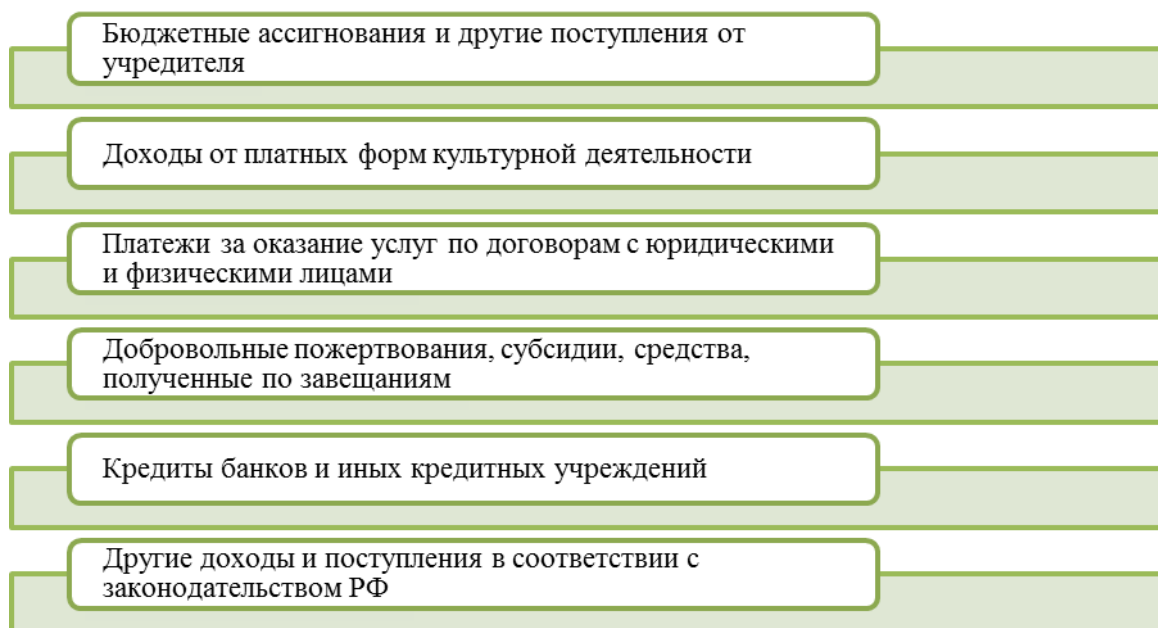 Бюджетные ассигнования и другие поступления от
учредителя
Доходы от платных форм культурной деятельности
Платежи за оказание услуг по договорам с юридическими
и физическими лицами
Добровольные пожертвования, субсидии, средства,
полученные по завещаниям
Кредиты банков и иных кредитных учреждений
Другие доходы и поступления в соответствии с
законодательством РФ